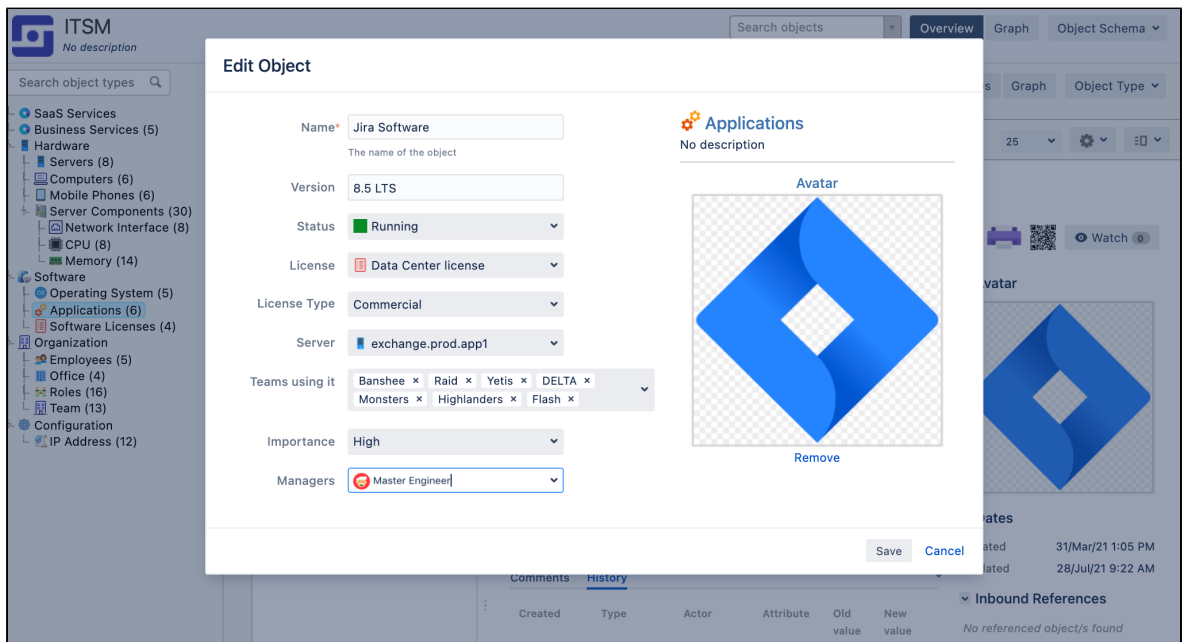 ITSM
No description
Search objects
Overview
Graph
Object Schema
Search object types
SaaS Services
Business Services (5)
Hardware
Servers (8)
Computers (6)
Mobile Phones (6)
Server Components (30)
Network Interface (8)
CPU (8)
Memory (14)
Software
Operating System (5)
Applications (6)
Software Licenses (4)
Organization
Employees (5)
Office (4)
Roles (16)
Team (13)
Configuration
IP Address (12)
Edit Object
Name*
Jira Software
The name of the object
Version
8.5 LTS
Status
Running
License
Data Center license
License Type
Commercial
Server
exchange.prod.app1
Teams using it
Banshee × Raid × Yetis × DELTA ×
Monsters × Highlanders × Flash ×
Importance
High
Managers
Master Engineer
Applications
No description
Avatar
Remove
Save
Cancel
s
Graph
Object Type
25
Watch 0
vatar
ates
ated 31/Mar/21 1:05 PM
lated 28/Jul/21 9:22 AM
Inbound References
No referenced object/s found
Comments
History
Created Type Actor Attribute Old value New value